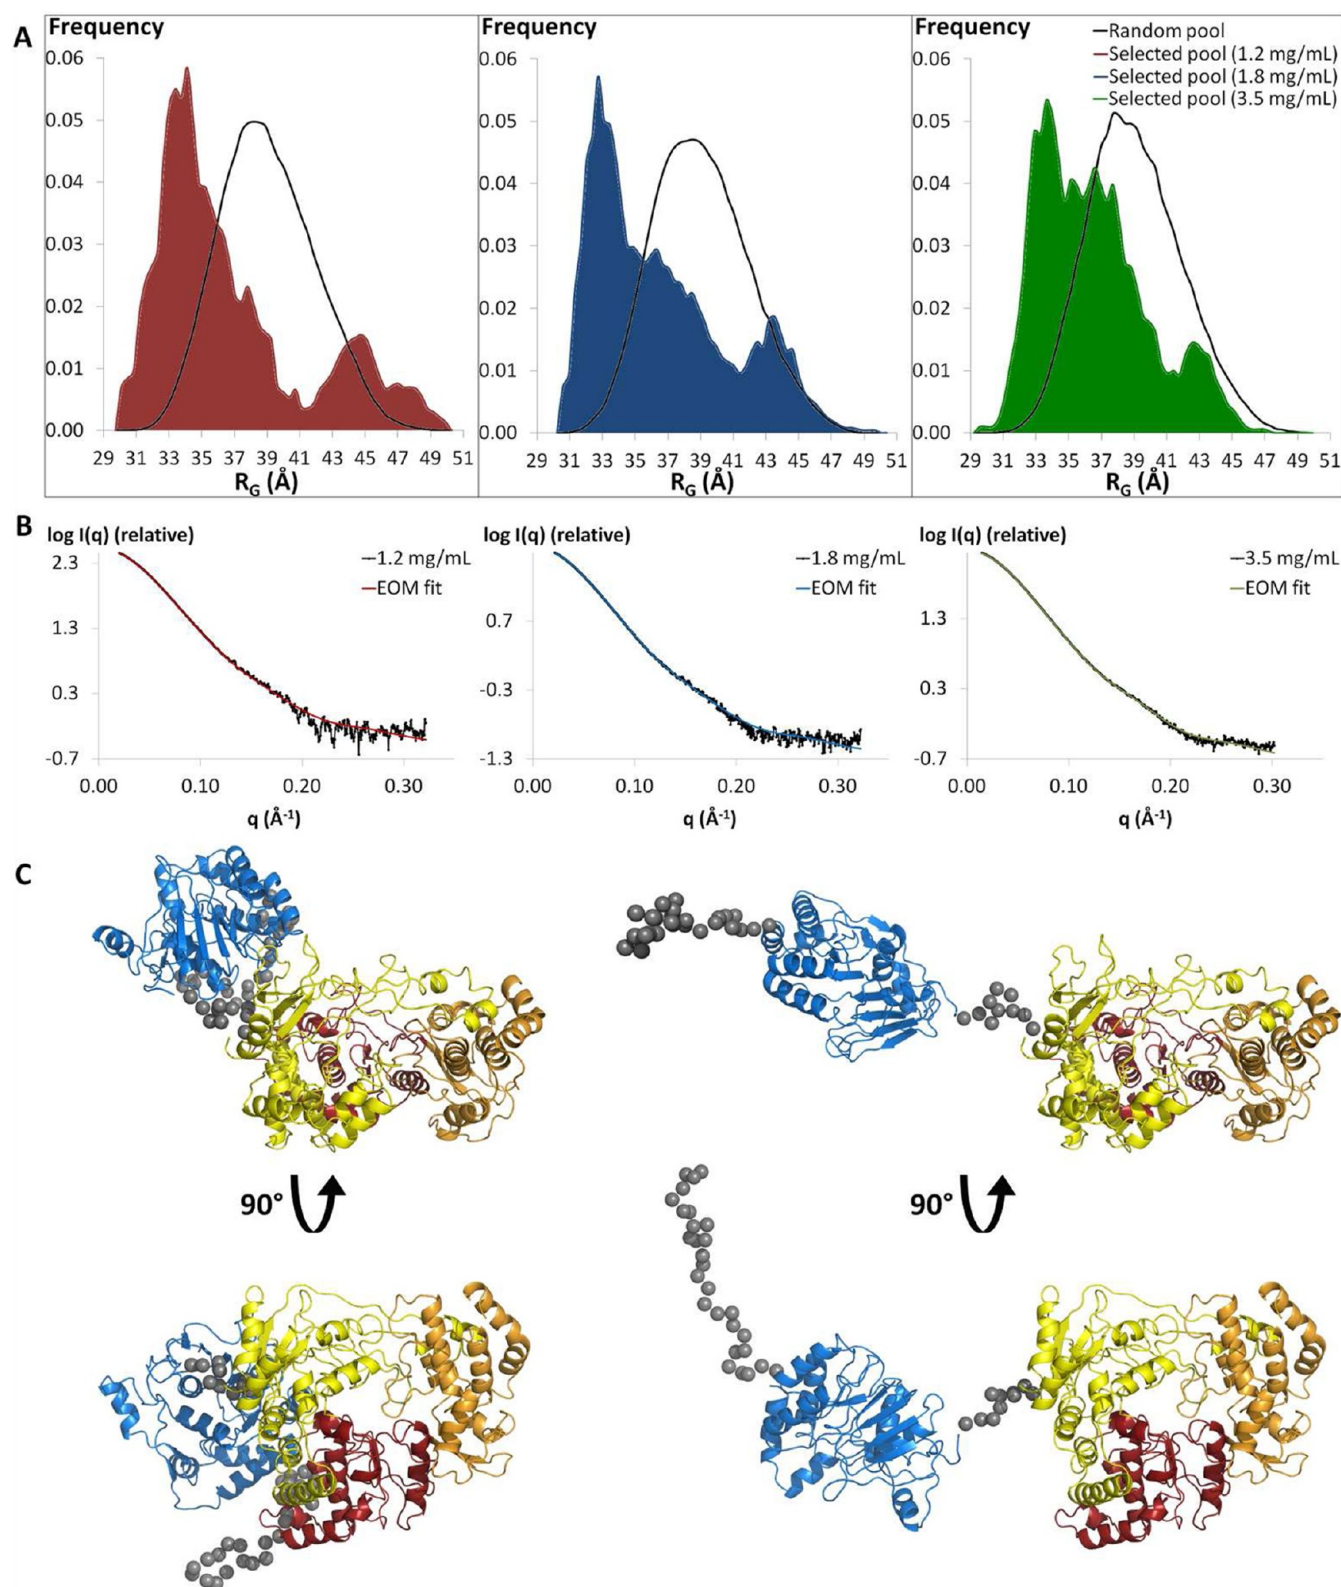 A
Frequency
0.06
0.05
0.04
0.03
0.02
0.01
0.00
29 31 33 35 37 39 41 43 45 47 49 51
R_G (Å)
Frequency
0.06
0.05
0.04
0.03
0.02
0.01
0.00
29 31 33 35 37 39 41 43 45 47 49 51
R_G (Å)
Frequency
Random pool
Selected pool (1.2 mg/mL)
Selected pool (1.8 mg/mL)
Selected pool (3.5 mg/mL)
0.06
0.05
0.04
0.03
0.02
0.01
0.00
29 31 33 35 37 39 41 43 45 47 49 51
R_G (Å)
B
log I(q) (relative)
1.2 mg/mL
EOM fit
2.3
1.3
0.3
-0.7
0.00 0.10 0.20 0.30
q (Å⁻¹)
log I(q) (relative)
1.8 mg/mL
EOM fit
0.7
-0.3
-1.3
0.00 0.10 0.20 0.30
q (Å⁻¹)
log I(q) (relative)
3.5 mg/mL
EOM fit
1.3
0.3
-0.7
0.00 0.10 0.20 0.30
q (Å⁻¹)
C
90°
90°